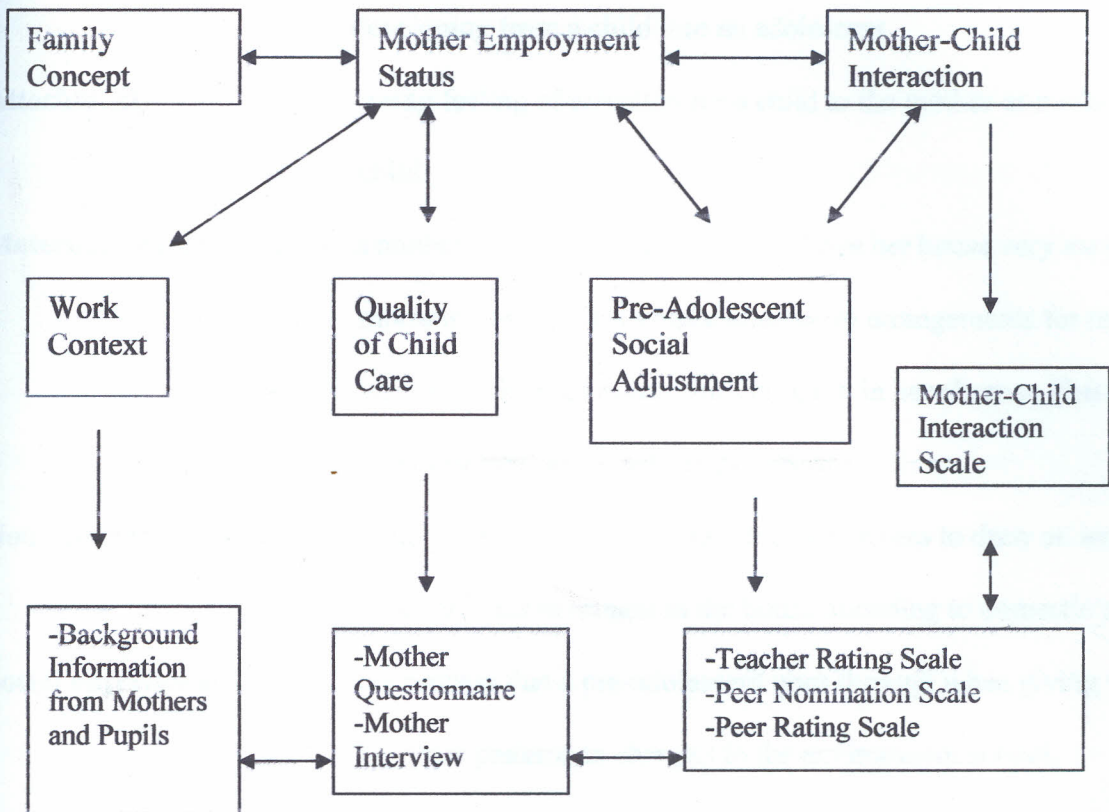 Family
Concept
Mother Employment
Status
Mother-Child
Interaction
Work
Context
Quality
of Child
Care
Pre-Adolescent
Social
Adjustment
Mother-Child
Interaction
Scale
-Background
Information
from Mothers
and Pupils
-Mother
Questionnaire
-Mother
Interview
-Teacher Rating Scale
-Peer Nomination Scale
-Peer Rating Scale